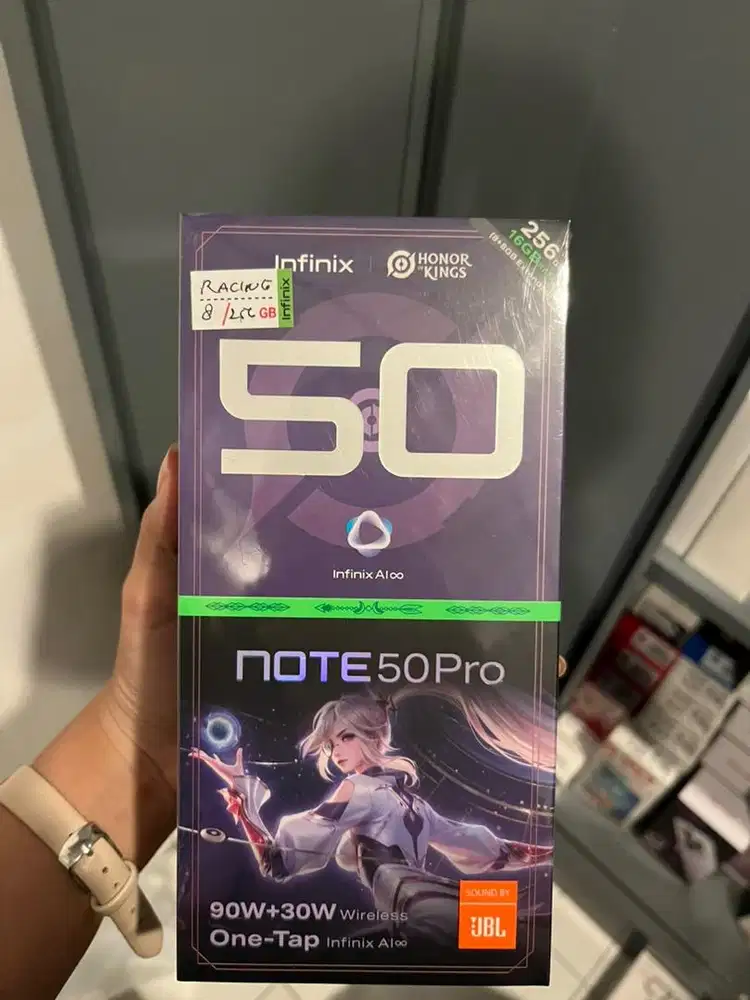 Infinix | HONOR OF KINGS
256GB
16GB
RACING
8/256 GB
Infinix
50
Infinix AI∞
NOTE 50 Pro
90W+30W Wireless
One-Tap Infinix AI∞
SOUND BY
JBL